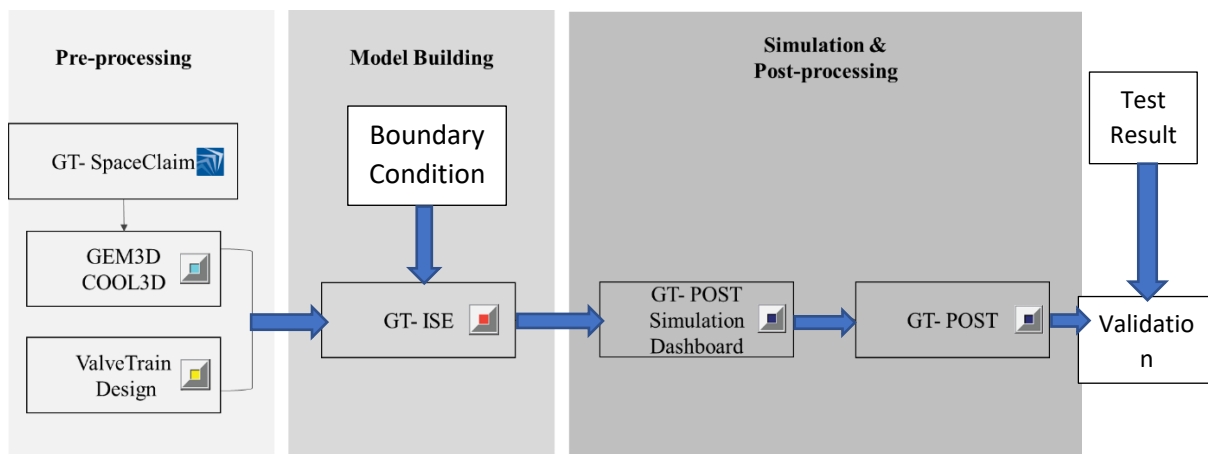 Pre-processing
GT- SpaceClaim
GEM3D
COOL3D
ValveTrain
Design
Model Building
Boundary
Condition
GT- ISE
Simulation &
Post-processing
GT- POST
Simulation
Dashboard
GT- POST
Test
Result
Validatio
n